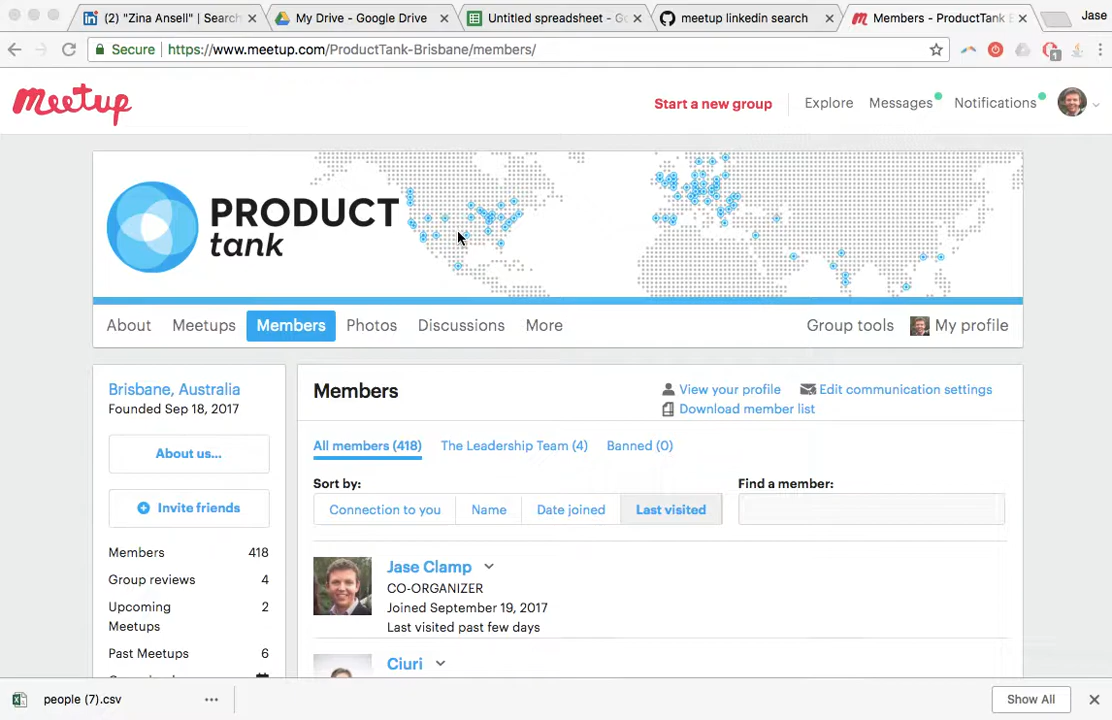 (2) "Zina Ansell" | Search
My Drive - Google Drive
Untitled spreadsheet - G
meetup linkedin search
Members - ProductTank
Jase
Secure
https://www.meetup.com/ProductTank-Brisbane/members/
1
meetup
Start a new group
Explore
Messages
Notifications
PRODUCT
tank
About
Meetups
Members
Photos
Discussions
More
Group tools
My profile
Brisbane, Australia
Founded Sep 18, 2017
About us...
Invite friends
Members 418
Group reviews 4
Upcoming Meetups 2
Past Meetups 6
Members
View your profile
Edit communication settings
Download member list
All members (418)
The Leadership Team (4)
Banned (0)
Sort by:
Connection to you
Name
Date joined
Last visited
Find a member:
Jase Clamp
CO-ORGANIZER
Joined September 19, 2017
Last visited past few days
Ciuri
people (7).csv
Show All